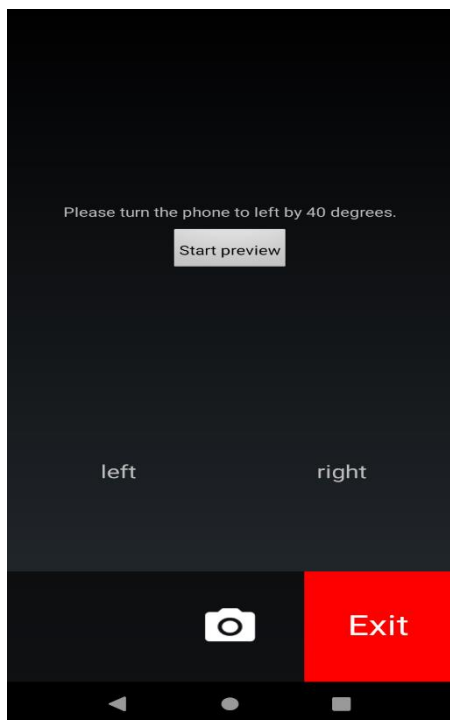 Please turn the phone to left by 40 degrees.
Start preview
left right
Exit